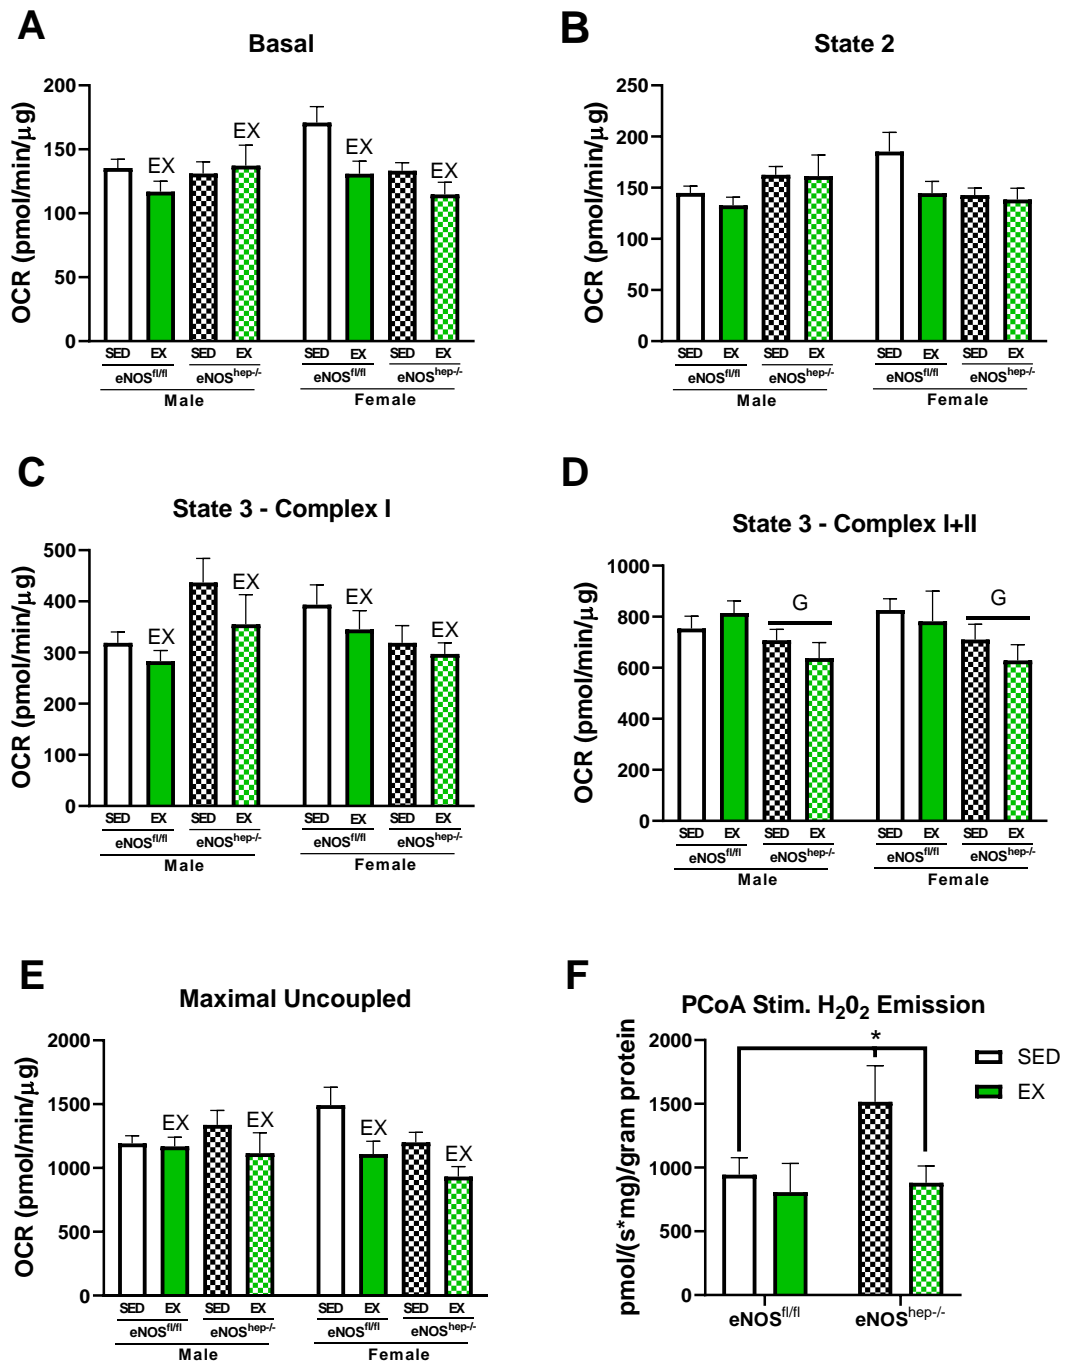 A
Basal
OCR (pmol/min/μg)
200
150
100
50
0
EX
EX
EX
EX
SED EX SED EX SED EX SED EX
eNOSfl/fl eNOShep-/- eNOSfl/fl eNOShep-/-
Male Female
B
State 2
OCR (pmol/min/μg)
250
200
150
100
50
0
SED EX SED EX SED EX SED EX
eNOSfl/fl eNOShep-/- eNOSfl/fl eNOShep-/-
Male Female
C
State 3 - Complex I
OCR (pmol/min/μg)
500
400
300
200
100
0
EX
EX
EX
EX
SED EX SED EX SED EX SED EX
eNOSfl/fl eNOShep-/- eNOSfl/fl eNOShep-/-
Male Female
D
State 3 - Complex I+II
OCR (pmol/min/μg)
1000
800
600
400
200
0
G
G
SED EX SED EX SED EX SED EX
eNOSfl/fl eNOShep-/- eNOSfl/fl eNOShep-/-
Male Female
E
Maximal Uncoupled
OCR (pmol/min/μg)
2000
1500
1000
500
0
EX
EX
EX
EX
SED EX SED EX SED EX SED EX
eNOSfl/fl eNOShep-/- eNOSfl/fl eNOShep-/-
Male Female
F
PCoA Stim. H202 Emission
pmol/(s*mg)/gram protein
2000
1500
1000
500
0
*
eNOSfl/fl eNOShep-/-
SED
EX